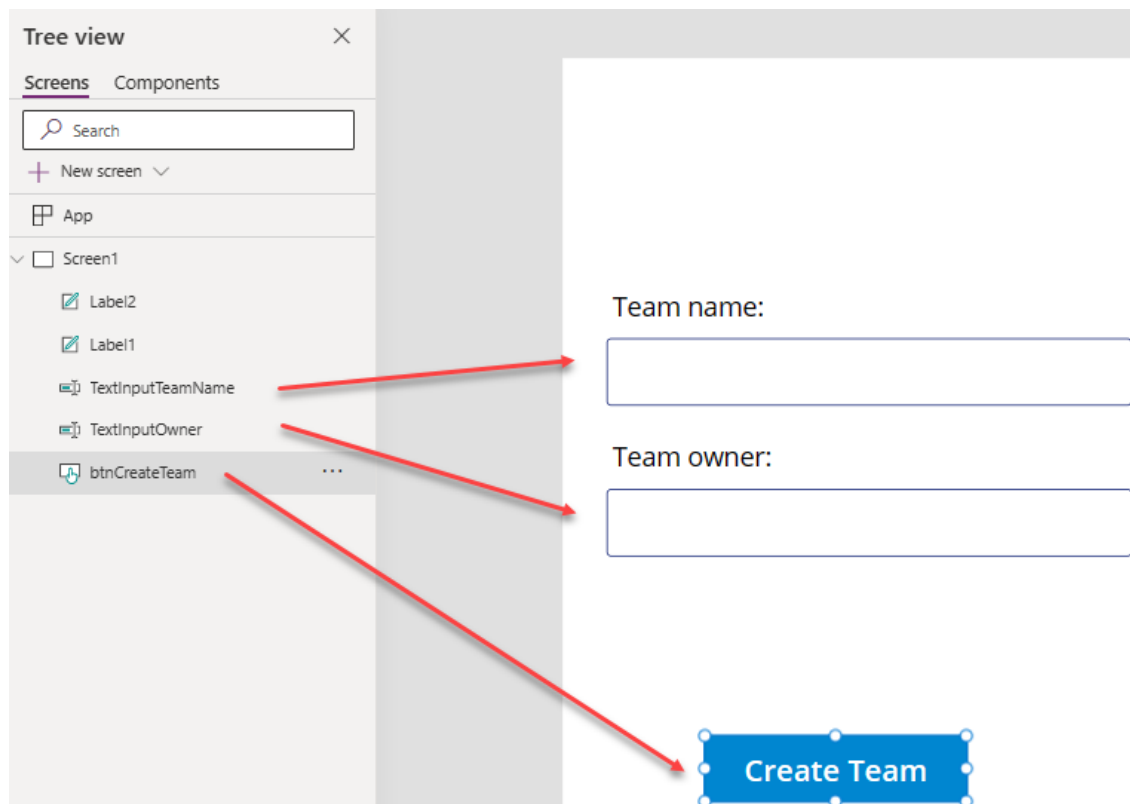 Tree view
Screens Components
Search
New screen
App
Screen1
Label2
Label1
TextInputTeamName
TextInputOwner
btnCreateTeam
Team name:
Team owner:
Create Team